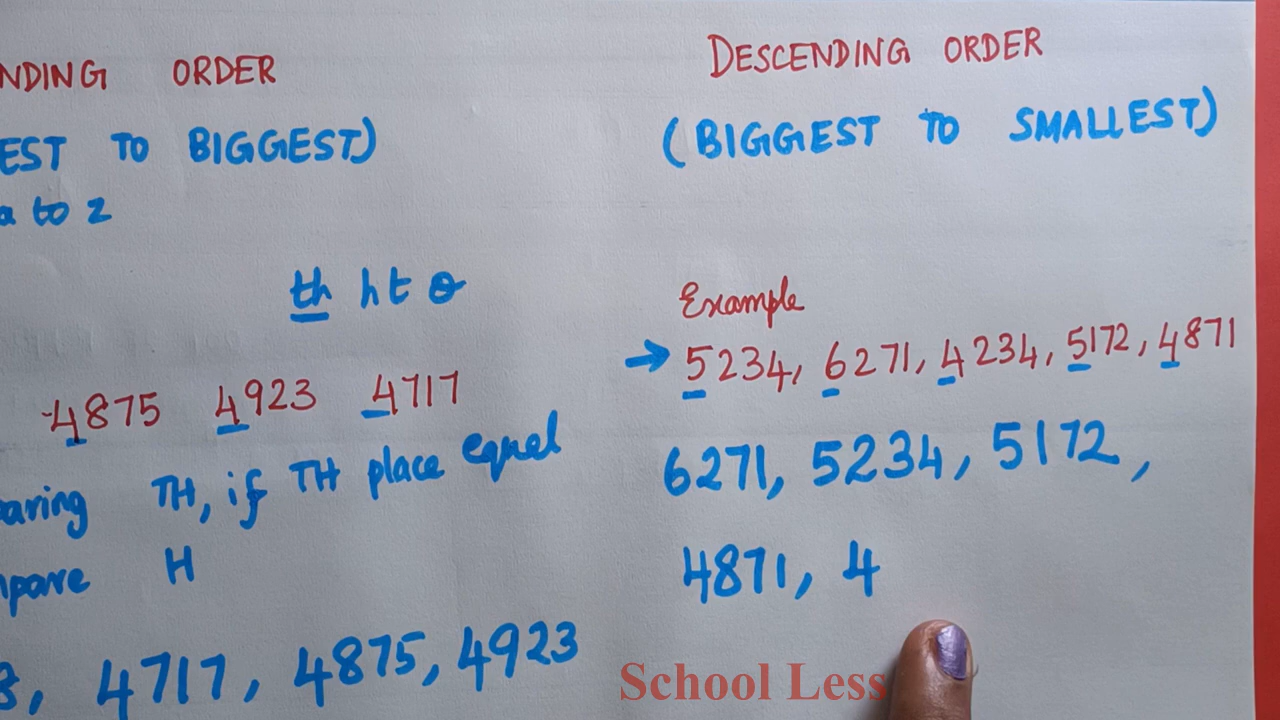 NDING ORDER
EST TO BIGGEST)
a to z
th h t o
4875 4923 4717
paring TH, if TH place equal
mpare H
3, 4717, 4875, 4923
DESCENDING ORDER
(BIGGEST TO SMALLEST)
Example
→ 5234, 6271, 4234, 5172, 4871
6271, 5234, 5172,
4871, 4
School Less